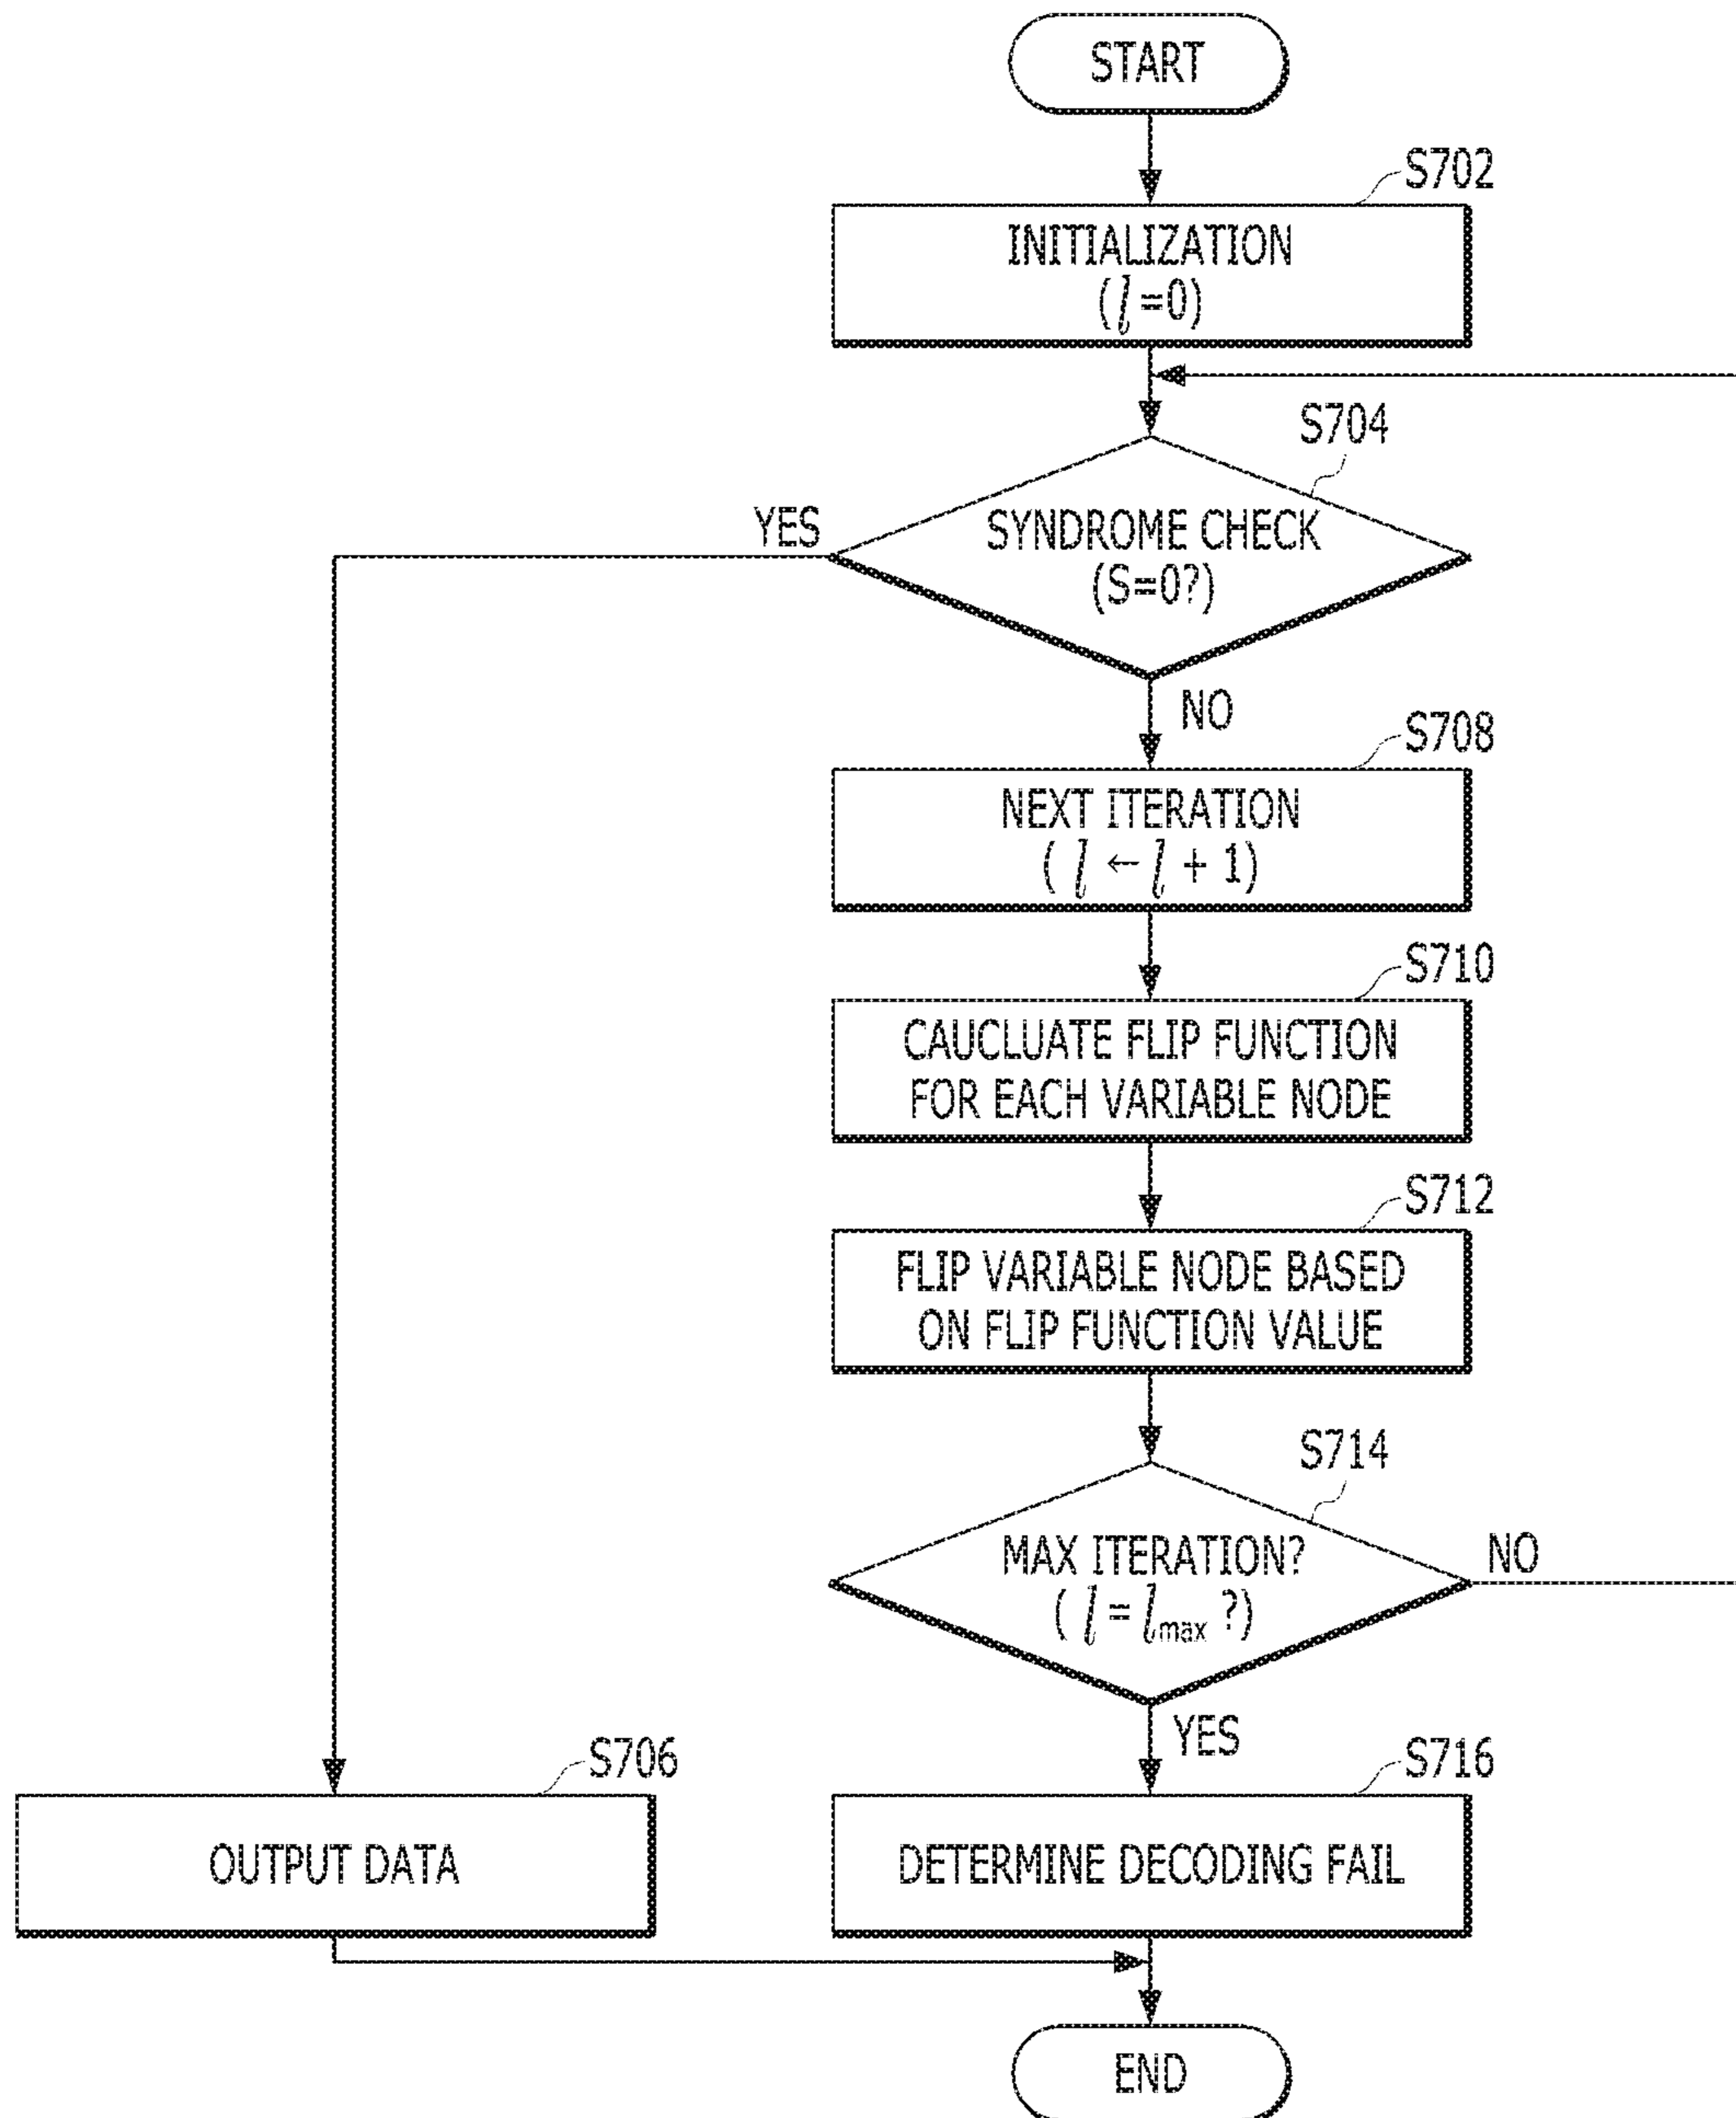 START
S702
INITIALIZATION
(l=0)
S704
YES
SYNDROME CHECK
(S=0?)
NO
S708
NEXT ITERATION
( l ← l + 1)
S710
CAUCLUATE FLIP FUNCTION
FOR EACH VARIABLE NODE
S712
FLIP VARIABLE NODE BASED
ON FLIP FUNCTION VALUE
S714
MAX ITERATION?
( l = lmax ?)
NO
YES
S706
OUTPUT DATA
S716
DETERMINE DECODING FAIL
END